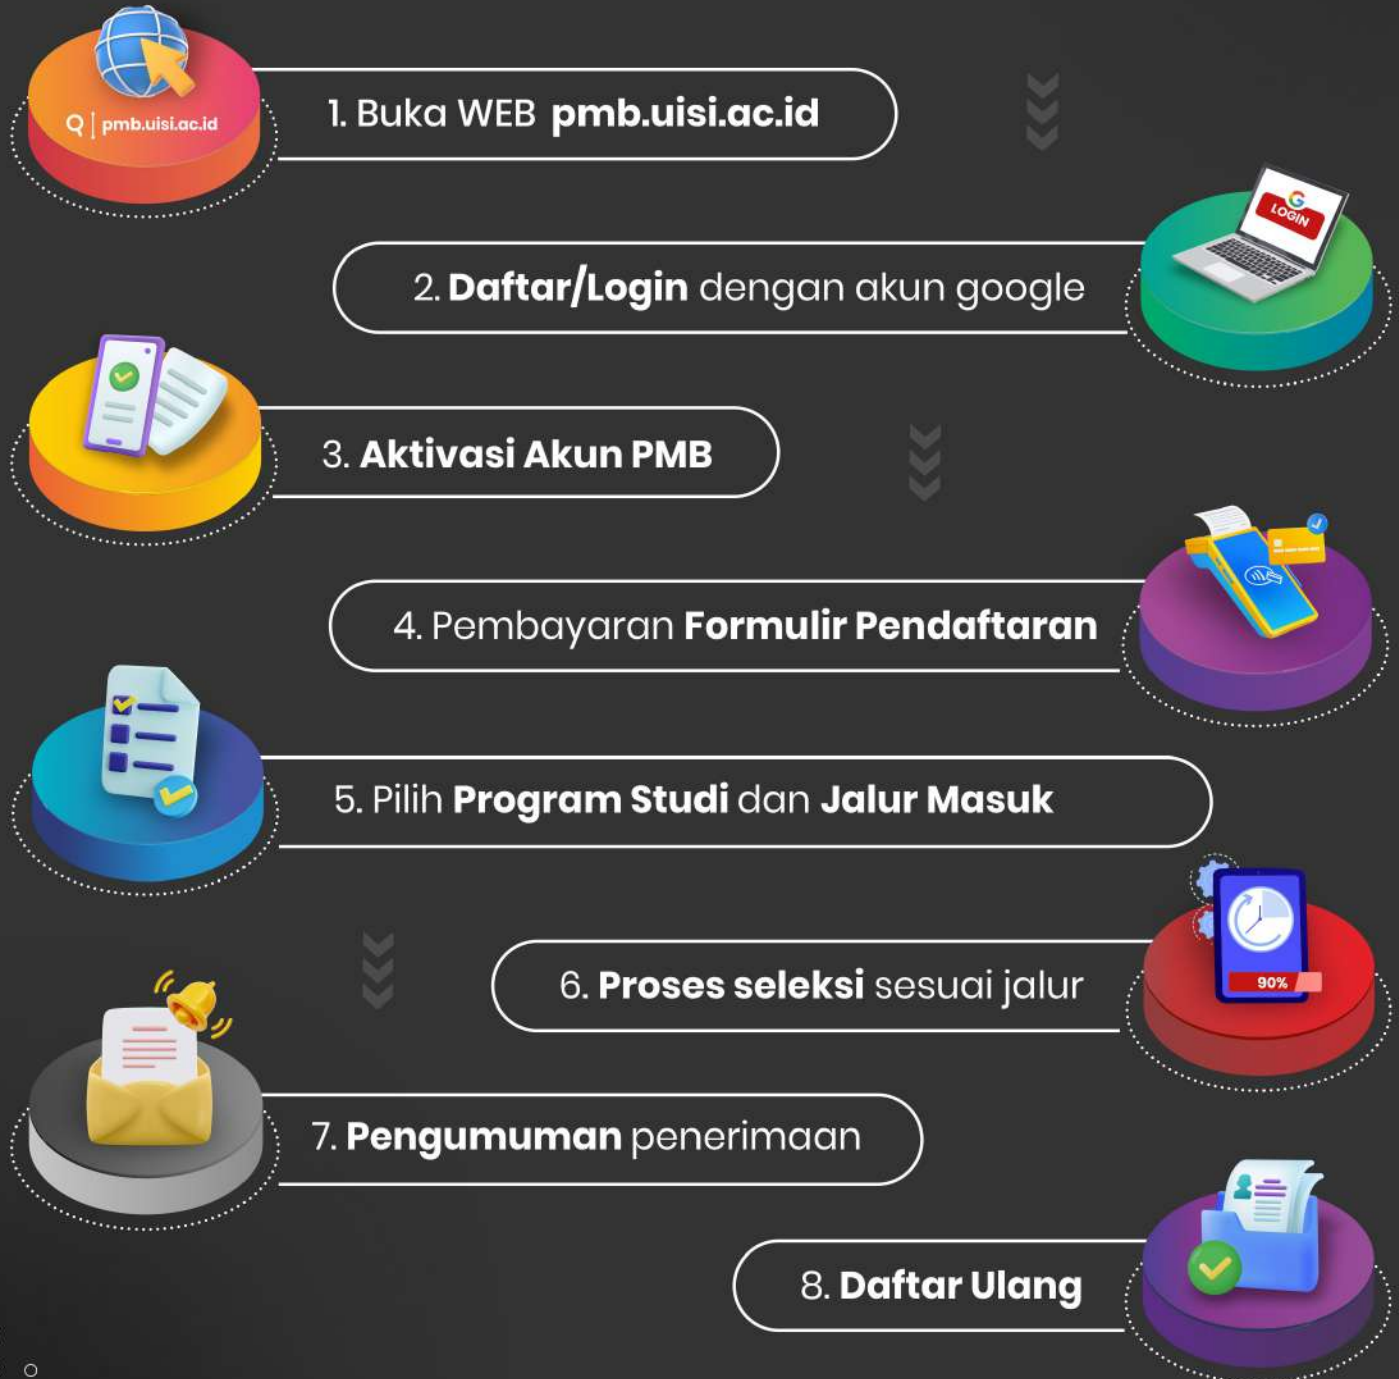 pmb.uisi.ac.id
1. Buka WEB pmb.uisi.ac.id
LOGIN
2. Daftar/Login dengan akun google
3. Aktivasi Akun PMB
4. Pembayaran Formulir Pendaftaran
5. Pilih Program Studi dan Jalur Masuk
90%
6. Proses seleksi sesuai jalur
7. Pengumuman penerimaan
8. Daftar Ulang